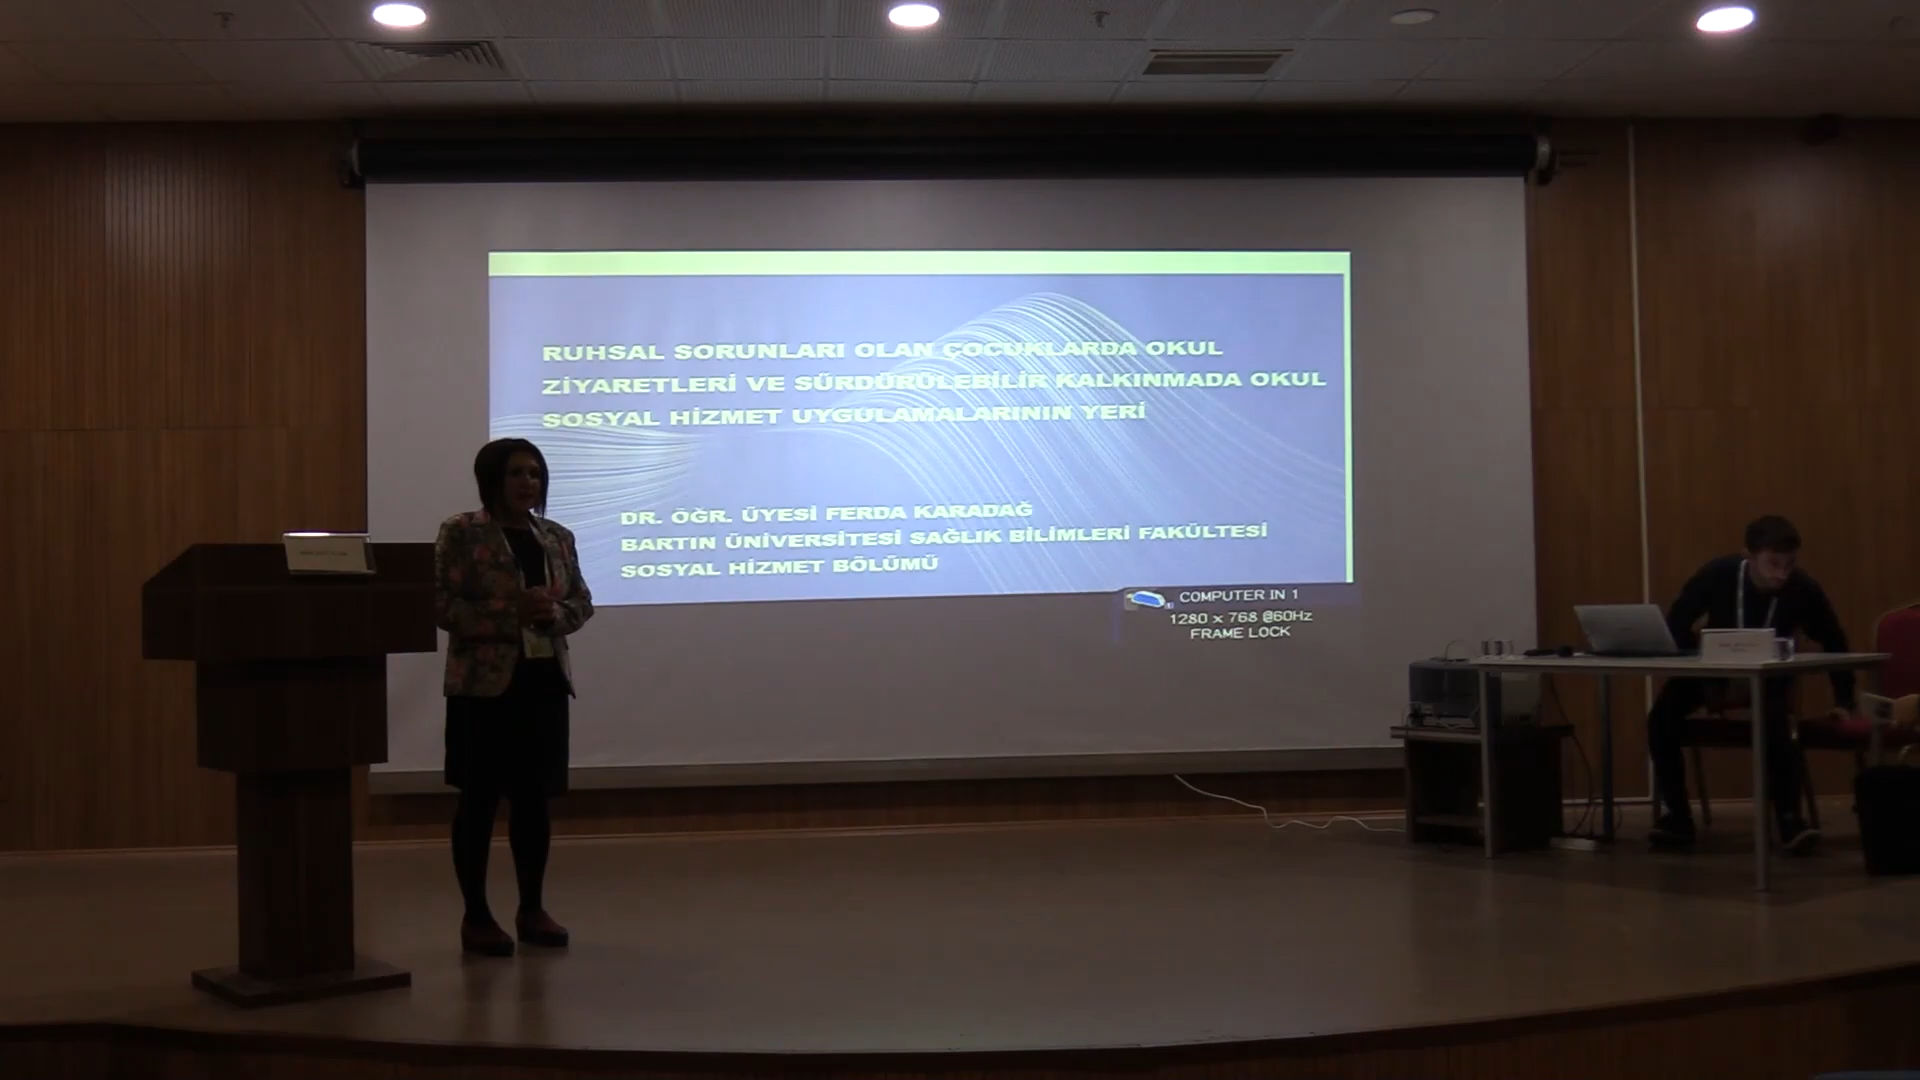 RUHSAL SORUNLARI OLAN ÇOCUKLARDA OKUL
ZİYARETLERİ VE SÜRDÜRÜLEBİLİR KALKINMADA OKUL
SOSYAL HİZMET UYGULAMALARININ YERİ
DR. ÖĞR. ÜYESİ FERDA KARADAĞ
BARTIN ÜNİVERSİTESİ SAĞLIK BİLİMLERİ FAKÜLTESİ
SOSYAL HİZMET BÖLÜMÜ
COMPUTER IN 1
1280 x 768 @60Hz
FRAME LOCK